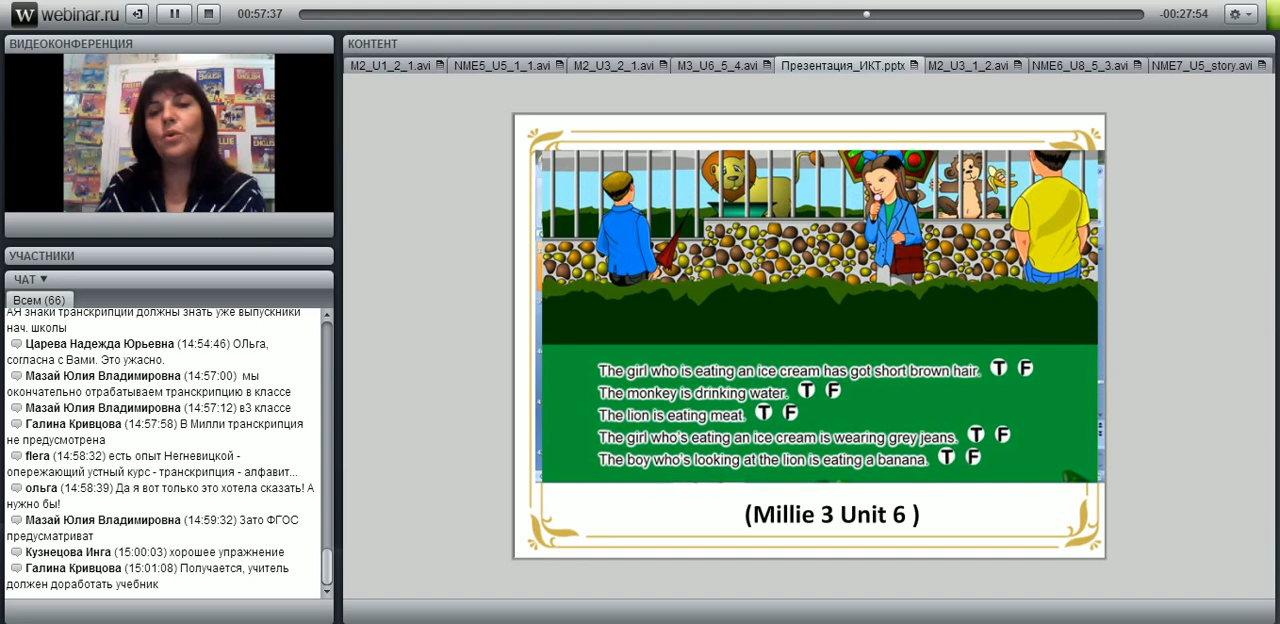 webinar.ru
00:57:37
-00:27:54
ВИДЕОКОНФЕРЕНЦИЯ
УЧАСТНИКИ
ЧАТ ▼
Всем (66)
АЯ знаки транскрипции должны знать уже выпускники
нач. школы
Царева Надежда Юрьевна (14:54:46) ОЛьга,
согласна с Вами. Это ужасно.
Мазай Юлия Владимировна (14:57:00) мы
окончательно отрабатываем транскрипцию в классе
Мазай Юлия Владимировна (14:57:12) в3 классе
Галина Кривцова (14:57:58) В Милли транскрипция
не предусмотрена
flera (14:58:32) есть опыт Негневицкой -
опережающий устный курс - транскрипция - алфавит...
ольга (14:58:39) Да я вот только это хотела сказать! А
нужно бы!
Мазай Юлия Владимировна (14:59:32) Зато ФГОС
предусматриват
Кузнецова Инга (15:00:03) хорошее упражнение
Галина Кривцова (15:01:08) Получается, учитель
должен доработать учебник
КОНТЕНТ
M2_U1_2_1.avi NME5_U5_1_1.avi M2_U3_2_1.avi M3_U6_5_4.avi Презентация_ИКТ.pptx M2_U3_1_2.avi NME6_U8_5_3.avi NME7_U5_story.avi
The girl who is eating an ice cream has got short brown hair. T F
The monkey is drinking water. T F
The lion is eating meat. T F
The girl who's eating an ice cream is wearing grey jeans. T F
The boy who's looking at the lion is eating a banana. T F
(Millie 3 Unit 6 )